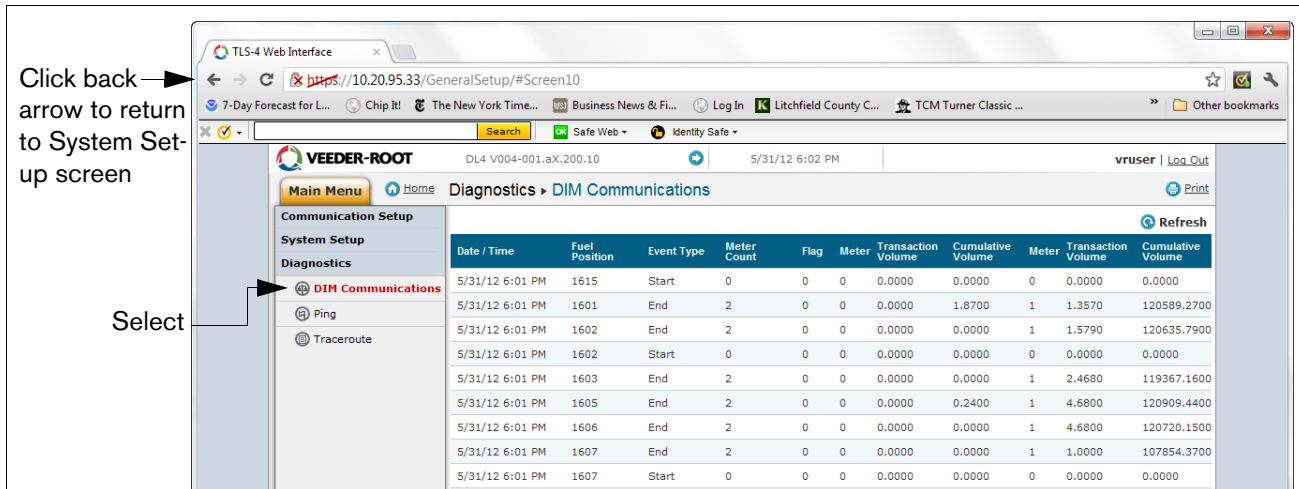 TLS-4 Web Interface
Click back
arrow to return
to System Set-
up screen
https://10.20.95.33/GeneralSetup/#Screen10
7-Day Forecast for L... Chip It! The New York Time... Business News & Fi... Log In Litchfield County C... TCM Turner Classic ... » Other bookmarks
Search Safe Web Identity Safe
VEEDER-ROOT DL4 V004-001.aX.200.10 5/31/12 6:02 PM vruser | Log Out
Main Menu Home Diagnostics DIM Communications Print
Communication Setup
Refresh
System Setup
Diagnostics
DIM Communications
Ping
Traceroute
Select
Date / Time Fuel Position Event Type Meter Count Flag Meter Transaction Volume Cumulative Volume Meter Transaction Volume Cumulative Volume
5/31/12 6:01 PM 1615 Start 0 0 0 0.0000 0.0000 0 0.0000 0.0000
5/31/12 6:01 PM 1601 End 2 0 0 0.0000 1.8700 1 1.3570 120589.2700
5/31/12 6:01 PM 1602 End 2 0 0 0.0000 0.0000 1 1.5790 120635.7900
5/31/12 6:01 PM 1602 Start 0 0 0 0.0000 0.0000 0 0.0000 0.0000
5/31/12 6:01 PM 1603 End 2 0 0 0.0000 0.0000 1 2.4680 119367.1600
5/31/12 6:01 PM 1605 End 2 0 0 0.0000 0.2400 1 4.6800 120909.4400
5/31/12 6:01 PM 1606 End 2 0 0 0.0000 0.0000 1 4.6800 120720.1500
5/31/12 6:01 PM 1607 End 2 0 0 0.0000 0.0000 1 1.0000 107854.3700
5/31/12 6:01 PM 1607 Start 0 0 0 0.0000 0.0000 0 0.0000 0.0000